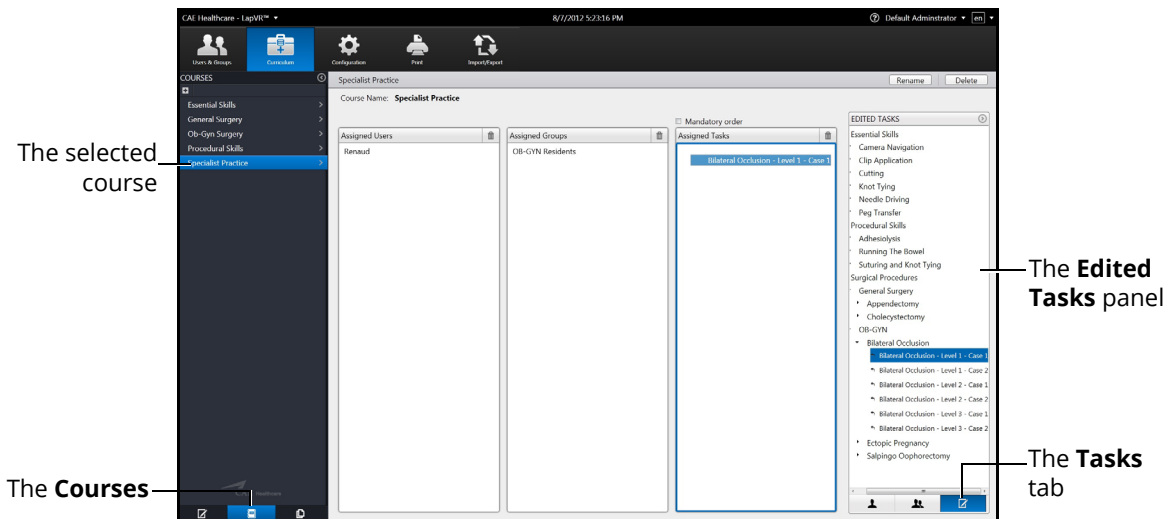 CAE Healthcare - LapVR™
8/7/2012 5:23:16 PM
Default Adminstrator
en
Users & Groups
Curriculum
Configuration
Print
Import/Export
COURSES
Specialist Practice
Rename
Delete
Essential Skills
General Surgery
Ob-Gyn Surgery
Procedural Skills
Specialist Practice
The selected
course
Course Name: Specialist Practice
Assigned Users
Renaud
Assigned Groups
OB-GYN Residents
Mandatory order
Assigned Tasks
Bilateral Occlusion - Level 1 - Case 1
EDITED TASKS
Essential Skills
Camera Navigation
Clip Application
Cutting
Knot Tying
Needle Driving
Peg Transfer
Procedural Skills
Adhesiolysis
Running The Bowel
Suturing and Knot Tying
Surgical Procedures
General Surgery
Appendectomy
Cholecystectomy
OB-GYN
Bilateral Occlusion
Bilateral Occlusion - Level 1 - Case 1
Bilateral Occlusion - Level 1 - Case 2
Bilateral Occlusion - Level 2 - Case 1
Bilateral Occlusion - Level 2 - Case 2
Bilateral Occlusion - Level 3 - Case 1
Bilateral Occlusion - Level 3 - Case 2
Ectopic Pregnancy
Salpingo Oophorectomy
The Edited
Tasks panel
The Tasks
tab
The Courses
CAE Healthcare